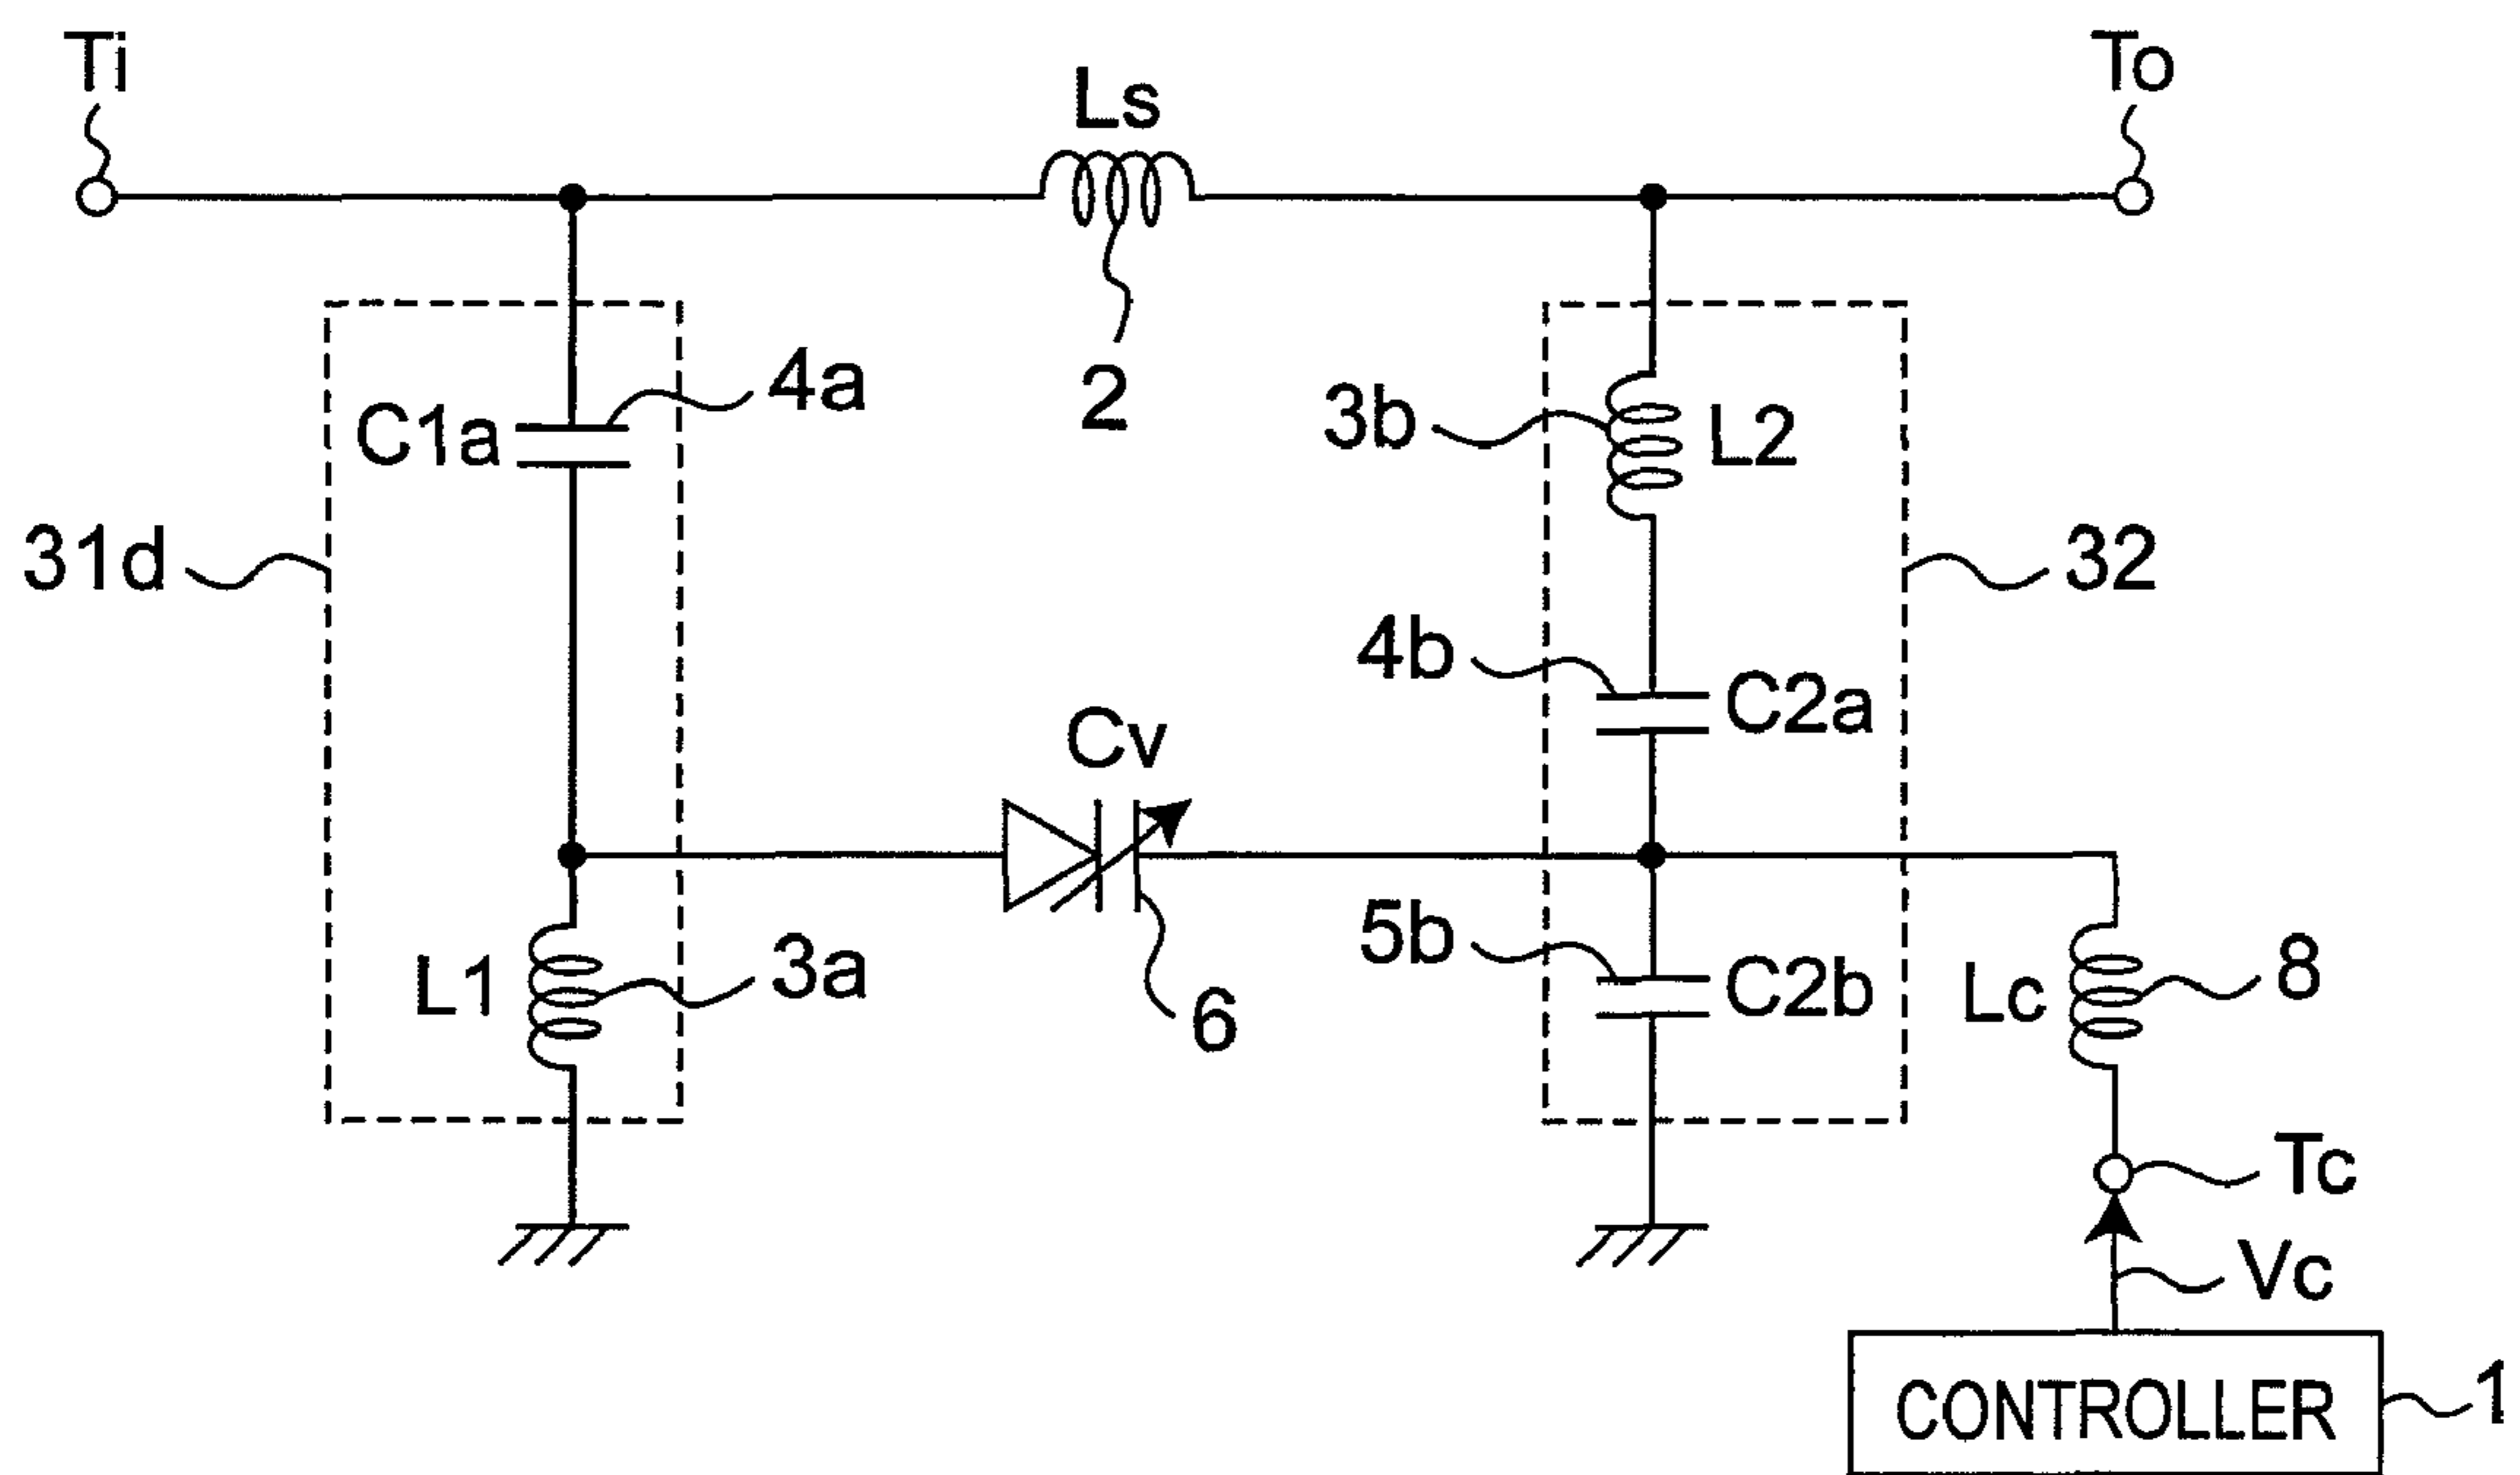 Ti
To
Ls
2
4a
C1a
3b
L2
31d
32
4b
C2a
Cv
5b
C2b
L1
3a
6
Lc
8
Tc
Vc
CONTROLLER
1